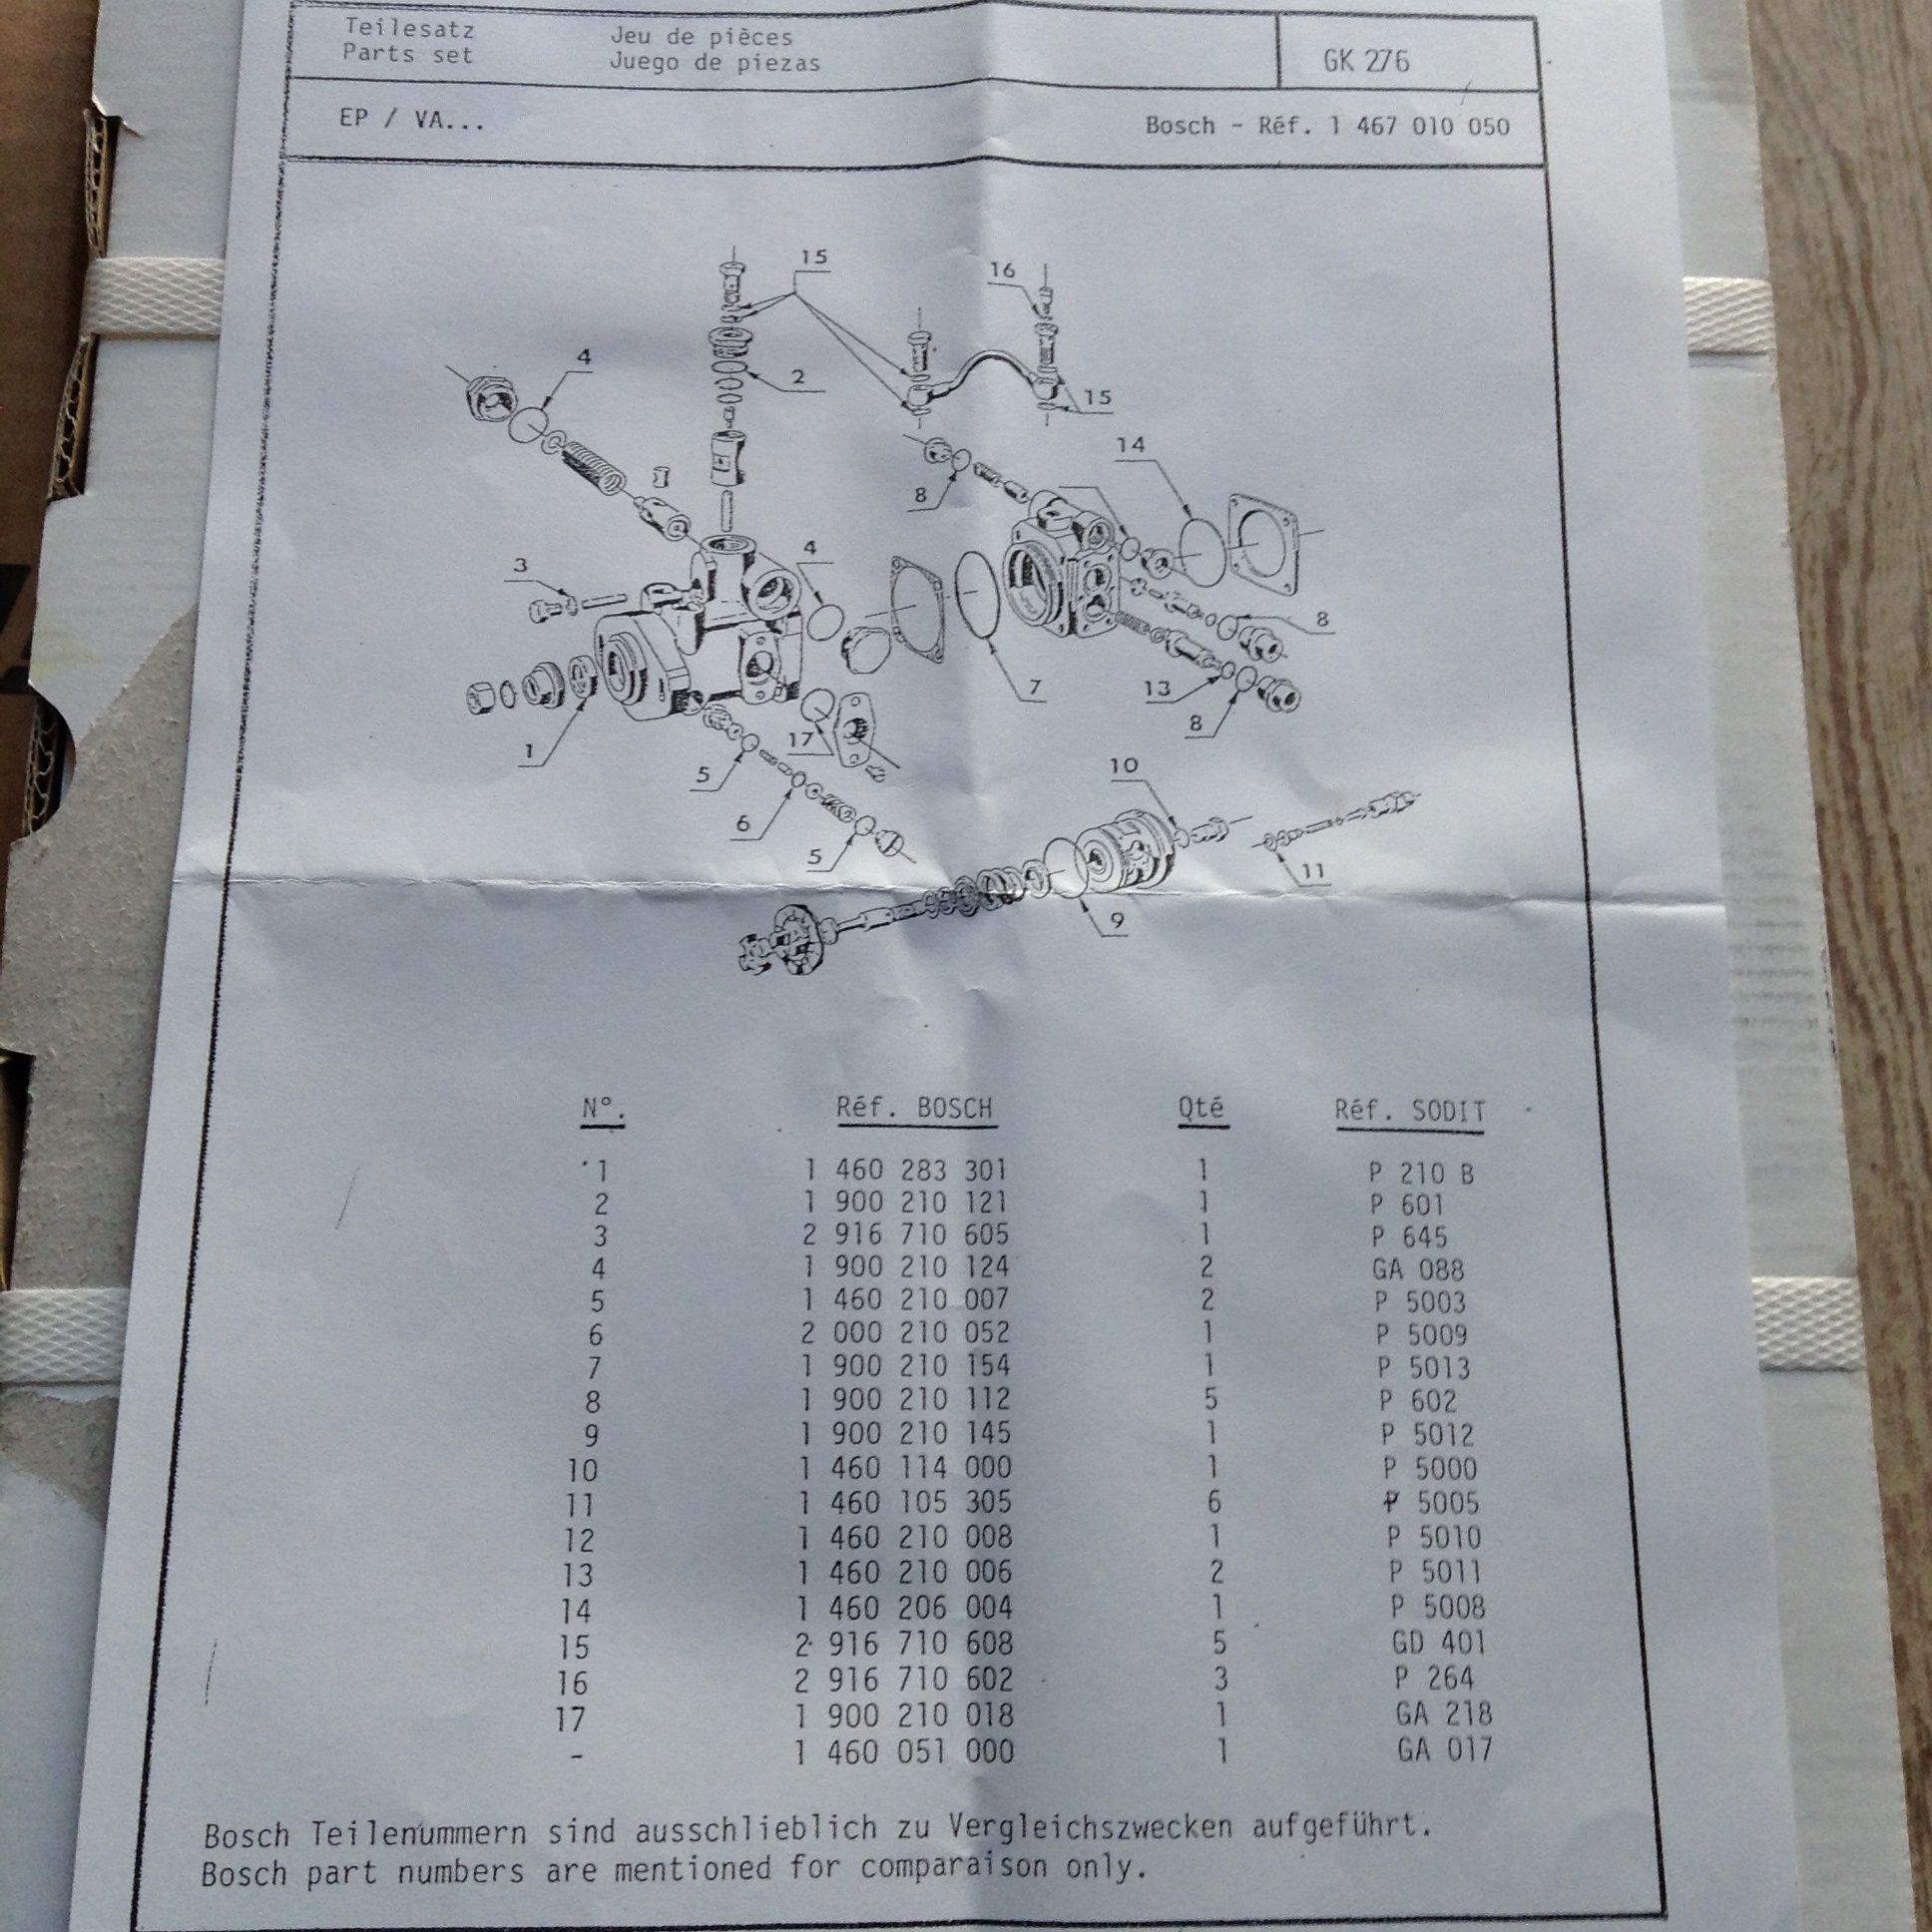 Teilesatz Jeu de pièces
Parts set Juego de piezas
GK 276
EP / VA... Bosch - Réf. 1 467 010 050
15
16
4
2
15
14
8
3
4
8
7
13
8
1
17
5
6
5
10
11
9
N°. Réf. BOSCH Qté Réf. SODIT
1 1 460 283 301 1 P 210 B
2 1 900 210 121 1 P 601
3 2 916 710 605 1 P 645
4 1 900 210 124 2 GA 088
5 1 460 210 007 2 P 5003
6 2 000 210 052 1 P 5009
7 1 900 210 154 1 P 5013
8 1 900 210 112 5 P 602
9 1 900 210 145 1 P 5012
10 1 460 114 000 1 P 5000
11 1 460 105 305 6 P 5005
12 1 460 210 008 1 P 5010
13 1 460 210 006 2 P 5011
14 1 460 206 004 1 P 5008
15 2 916 710 608 5 GD 401
16 2 916 710 602 3 P 264
17 1 900 210 018 1 GA 218
- 1 460 051 000 1 GA 017
Bosch Teilenummern sind ausschlieblich zu Vergleichszwecken aufgeführt.
Bosch part numbers are mentioned for comparaison only.